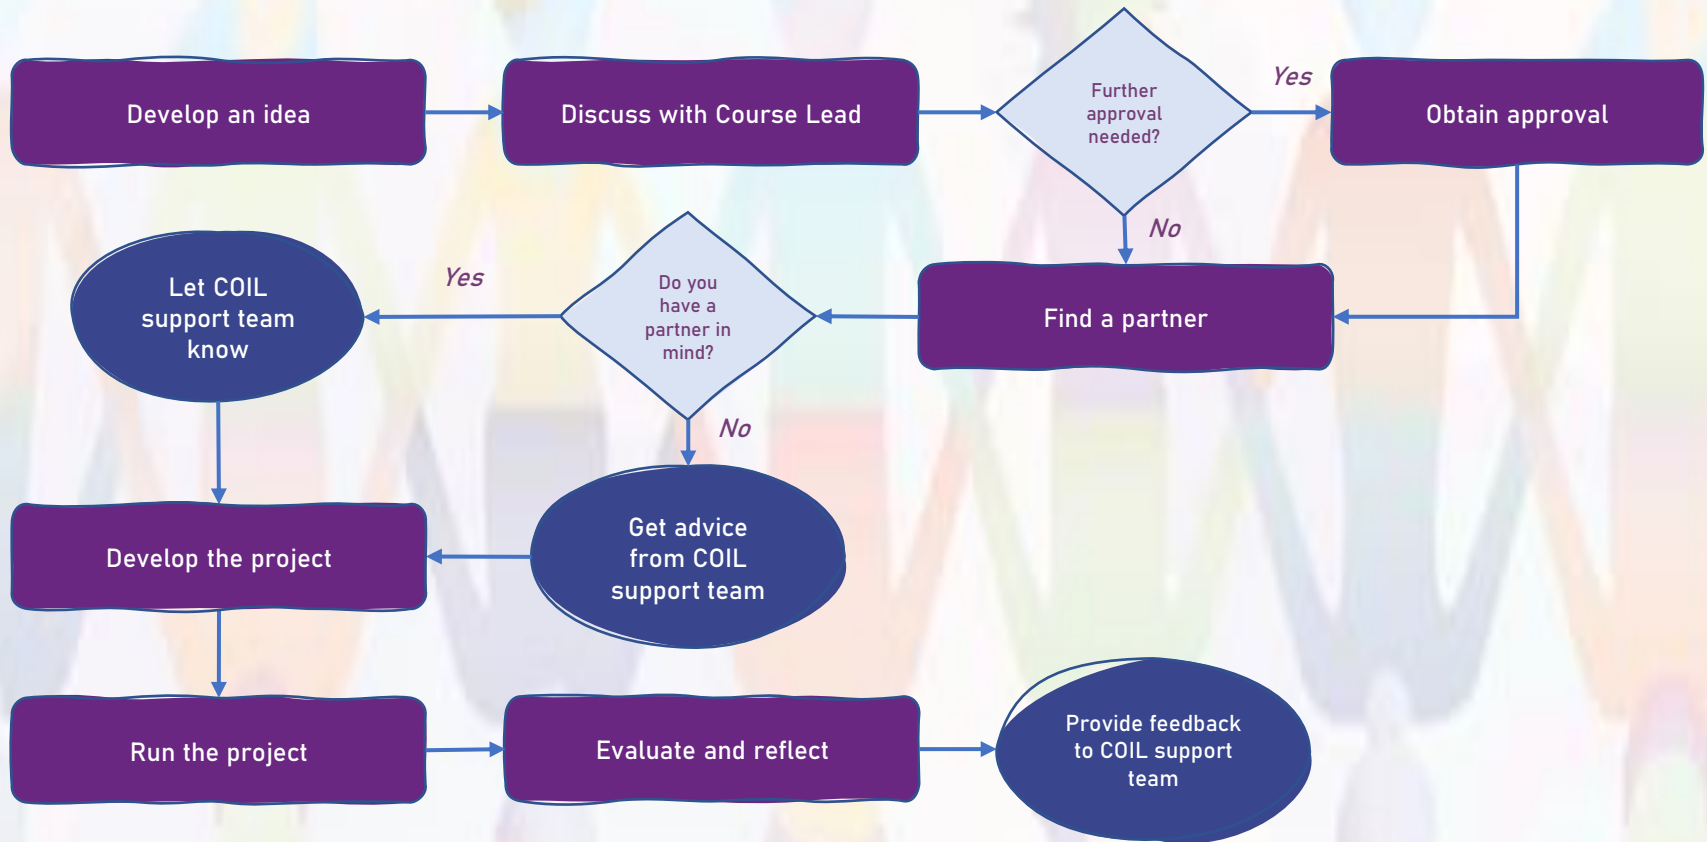 Develop an idea
Discuss with Course Lead
Further
approval
needed?
Yes
Obtain approval
No
Find a partner
Do you
have a
partner in
mind?
Yes
Let COIL
support team
know
No
Get advice
from COIL
support team
Develop the project
Run the project
Evaluate and reflect
Provide feedback
to COIL support
team